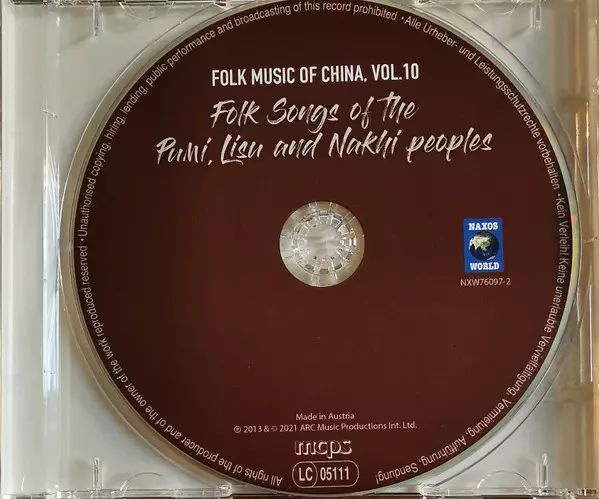 FOLK MUSIC OF CHINA, VOL.10
Folk Songs of the
Pumi, Lisu and Nakhi peoples
NAXOS
WORLD
NXW76097-2
Made in Austria
℗ 2013 & © 2021 ARC Music Productions Int. Ltd.
mcps
LC 05111
All rights of the producer and of the owner of the work reproduced reserved • Unauthorised copying, hiring, lending, public performance and broadcasting of this record prohibited • Alle Urheber- und Leistungsschutzrechte vorbehalten • Kein Verleih! Keine unerlaubte Vervielfältigung, Vermietung, Aufführung, Sendung!